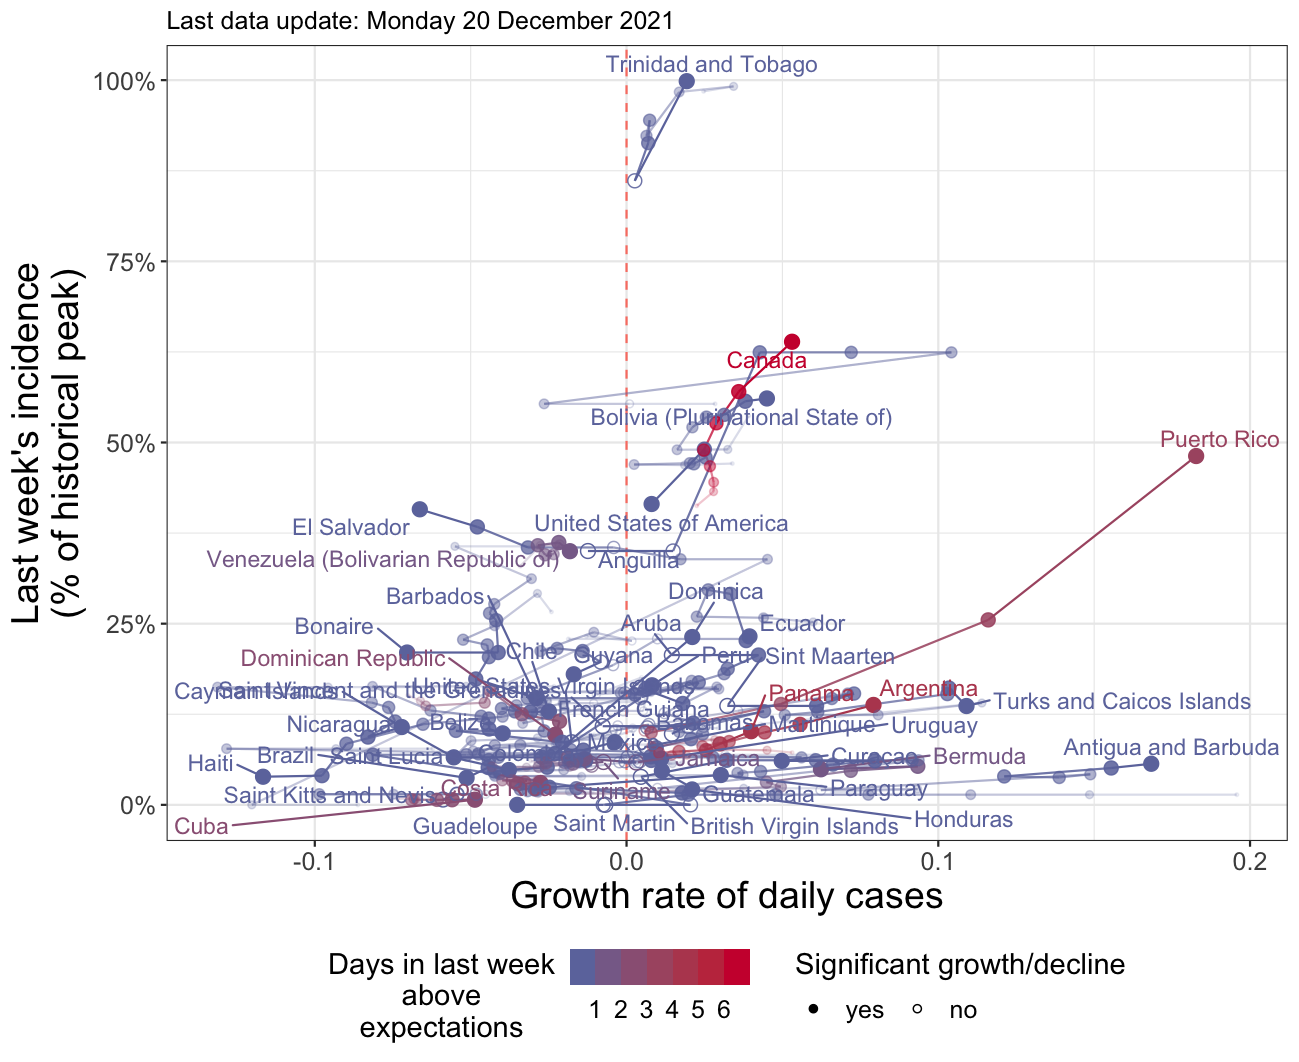 Last data update: Monday 20 December 2021
Last week's incidence
(% of historical peak)
100%
75%
50%
25%
0%
Trinidad and Tobago
Canada
Bolivia (Plurinational State of)
Puerto Rico
El Salvador
United States of America
Venezuela (Bolivarian Republic of)
Anguilla
Barbados
Dominica
Bonaire
Aruba
Ecuador
Dominican Republic
Chile
Guyana
Peru
Sint Maarten
Cayman Islands
Saint Vincent and the Grenadines
United States Virgin Islands
Panama
Argentina
French Guiana
Turks and Caicos Islands
Nicaragua
Belize
Bahamas
Martinique
Uruguay
Mexico
Antigua and Barbuda
Haiti
Brazil
Saint Lucia
Colombia
Jamaica
Curacao
Bermuda
Saint Kitts and Nevis
Costa Rica
Suriname
Guatemala
Paraguay
Cuba
Guadeloupe
Saint Martin
British Virgin Islands
Honduras
-0.1
0.0
0.1
0.2
Growth rate of daily cases
Days in last week
above
expectations
1 2 3 4 5 6
Significant growth/decline
yes
no